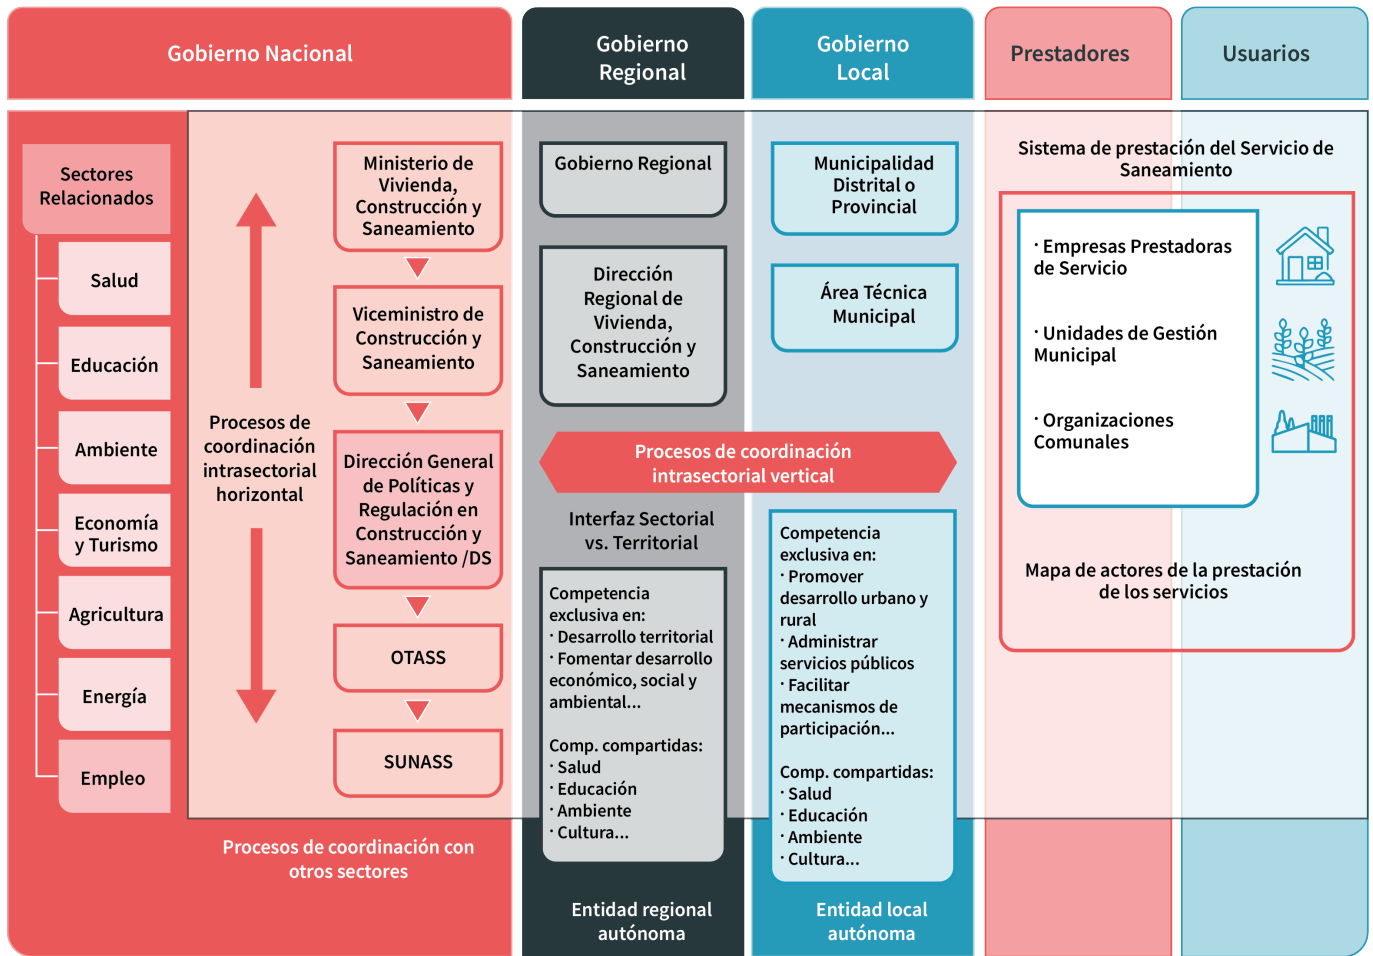 Gobierno Nacional
Gobierno
Regional
Gobierno
Local
Prestadores
Usuarios
Sectores
Relacionados
Salud
Educación
Ambiente
Economía
y Turismo
Agricultura
Energía
Empleo
Procesos de
coordinación
intrasectorial
horizontal
Ministerio de
Vivienda,
Construcción y
Saneamiento
Viceministro de
Construcción y
Saneamiento
Dirección General
de Políticas y
Regulación en
Construcción y
Saneamiento /DS
OTASS
SUNASS
Procesos de coordinación con
otros sectores
Gobierno Regional
Dirección
Regional de
Vivienda,
Construcción y
Saneamiento
Municipalidad
Distrital o
Provincial
Área Técnica
Municipal
Procesos de coordinación
intrasectorial vertical
Interfaz Sectorial
vs. Territorial
Competencia
exclusiva en:
· Desarrollo territorial
· Fomentar desarrollo
económico, social y
ambiental...
Comp. compartidas:
· Salud
· Educación
· Ambiente
· Cultura...
Entidad regional
autónoma
Competencia
exclusiva en:
· Promover
desarrollo urbano y
rural
· Administrar
servicios públicos
· Facilitar
mecanismos de
participación...
Comp. compartidas:
· Salud
· Educación
· Ambiente
· Cultura...
Entidad local
autónoma
Sistema de prestación del Servicio de
Saneamiento
· Empresas Prestadoras
de Servicio
· Unidades de Gestión
Municipal
· Organizaciones
Comunales
Mapa de actores de la prestación
de los servicios